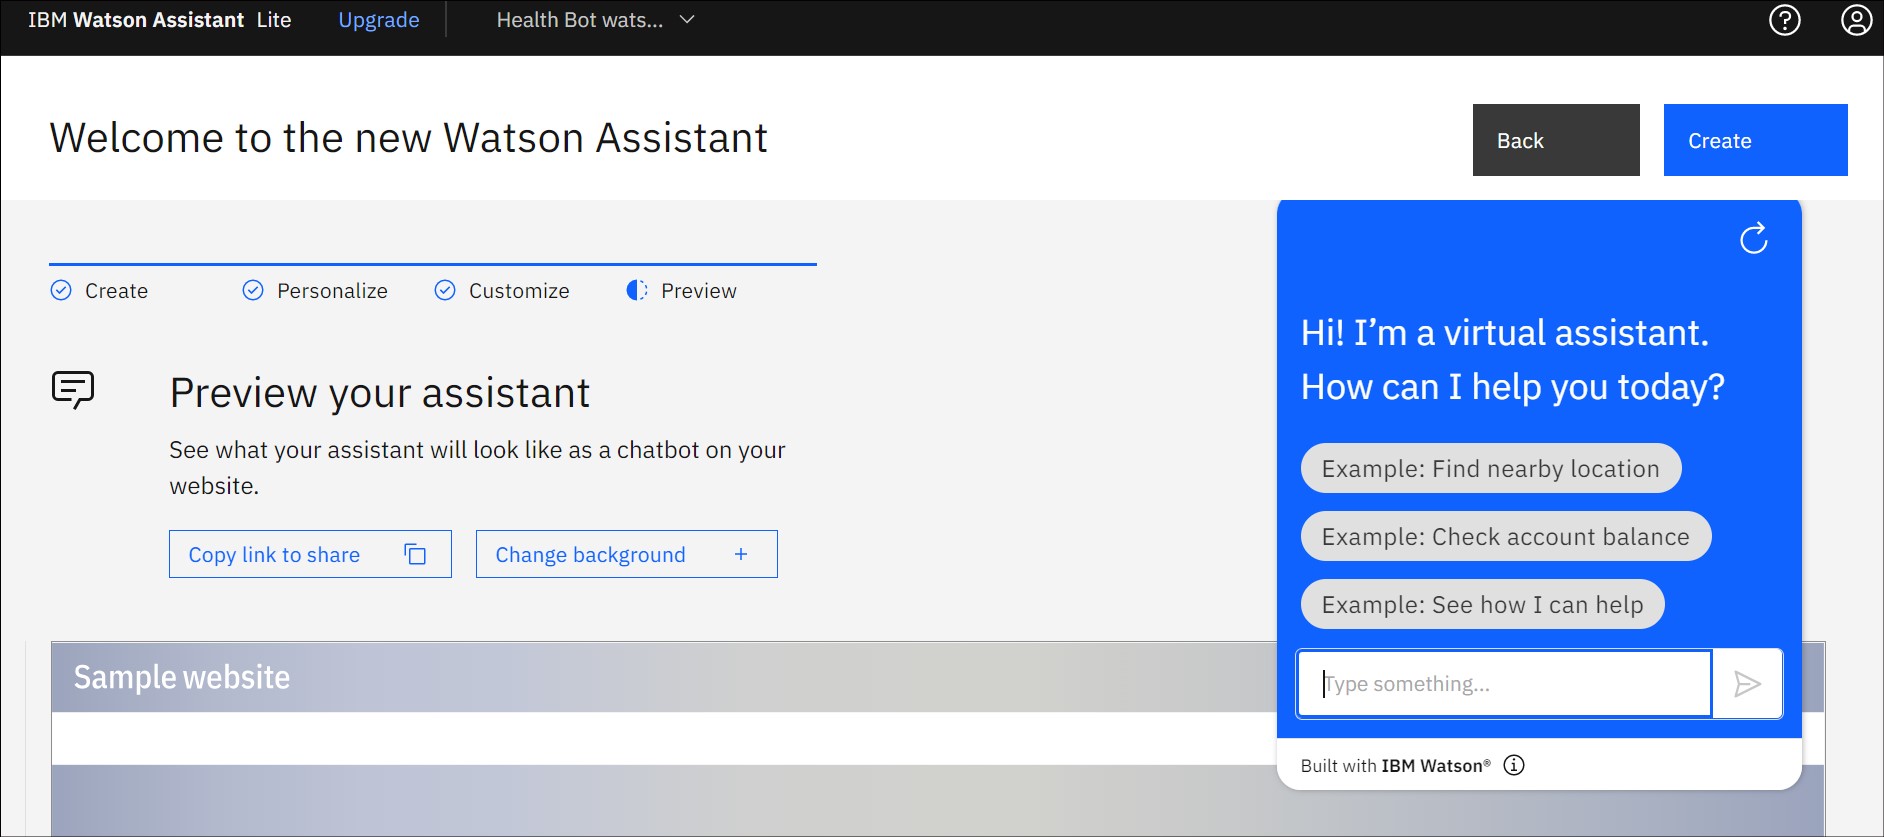 IBM Watson Assistant Lite Upgrade Health Bot wats...
Welcome to the new Watson Assistant
Back
Create
Create
Personalize
Customize
Preview
Preview your assistant
See what your assistant will look like as a chatbot on your
website.
Copy link to share
Change background +
Sample website
Hi! I’m a virtual assistant.
How can I help you today?
Example: Find nearby location
Example: Check account balance
Example: See how I can help
Type something...
Built with IBM Watson®